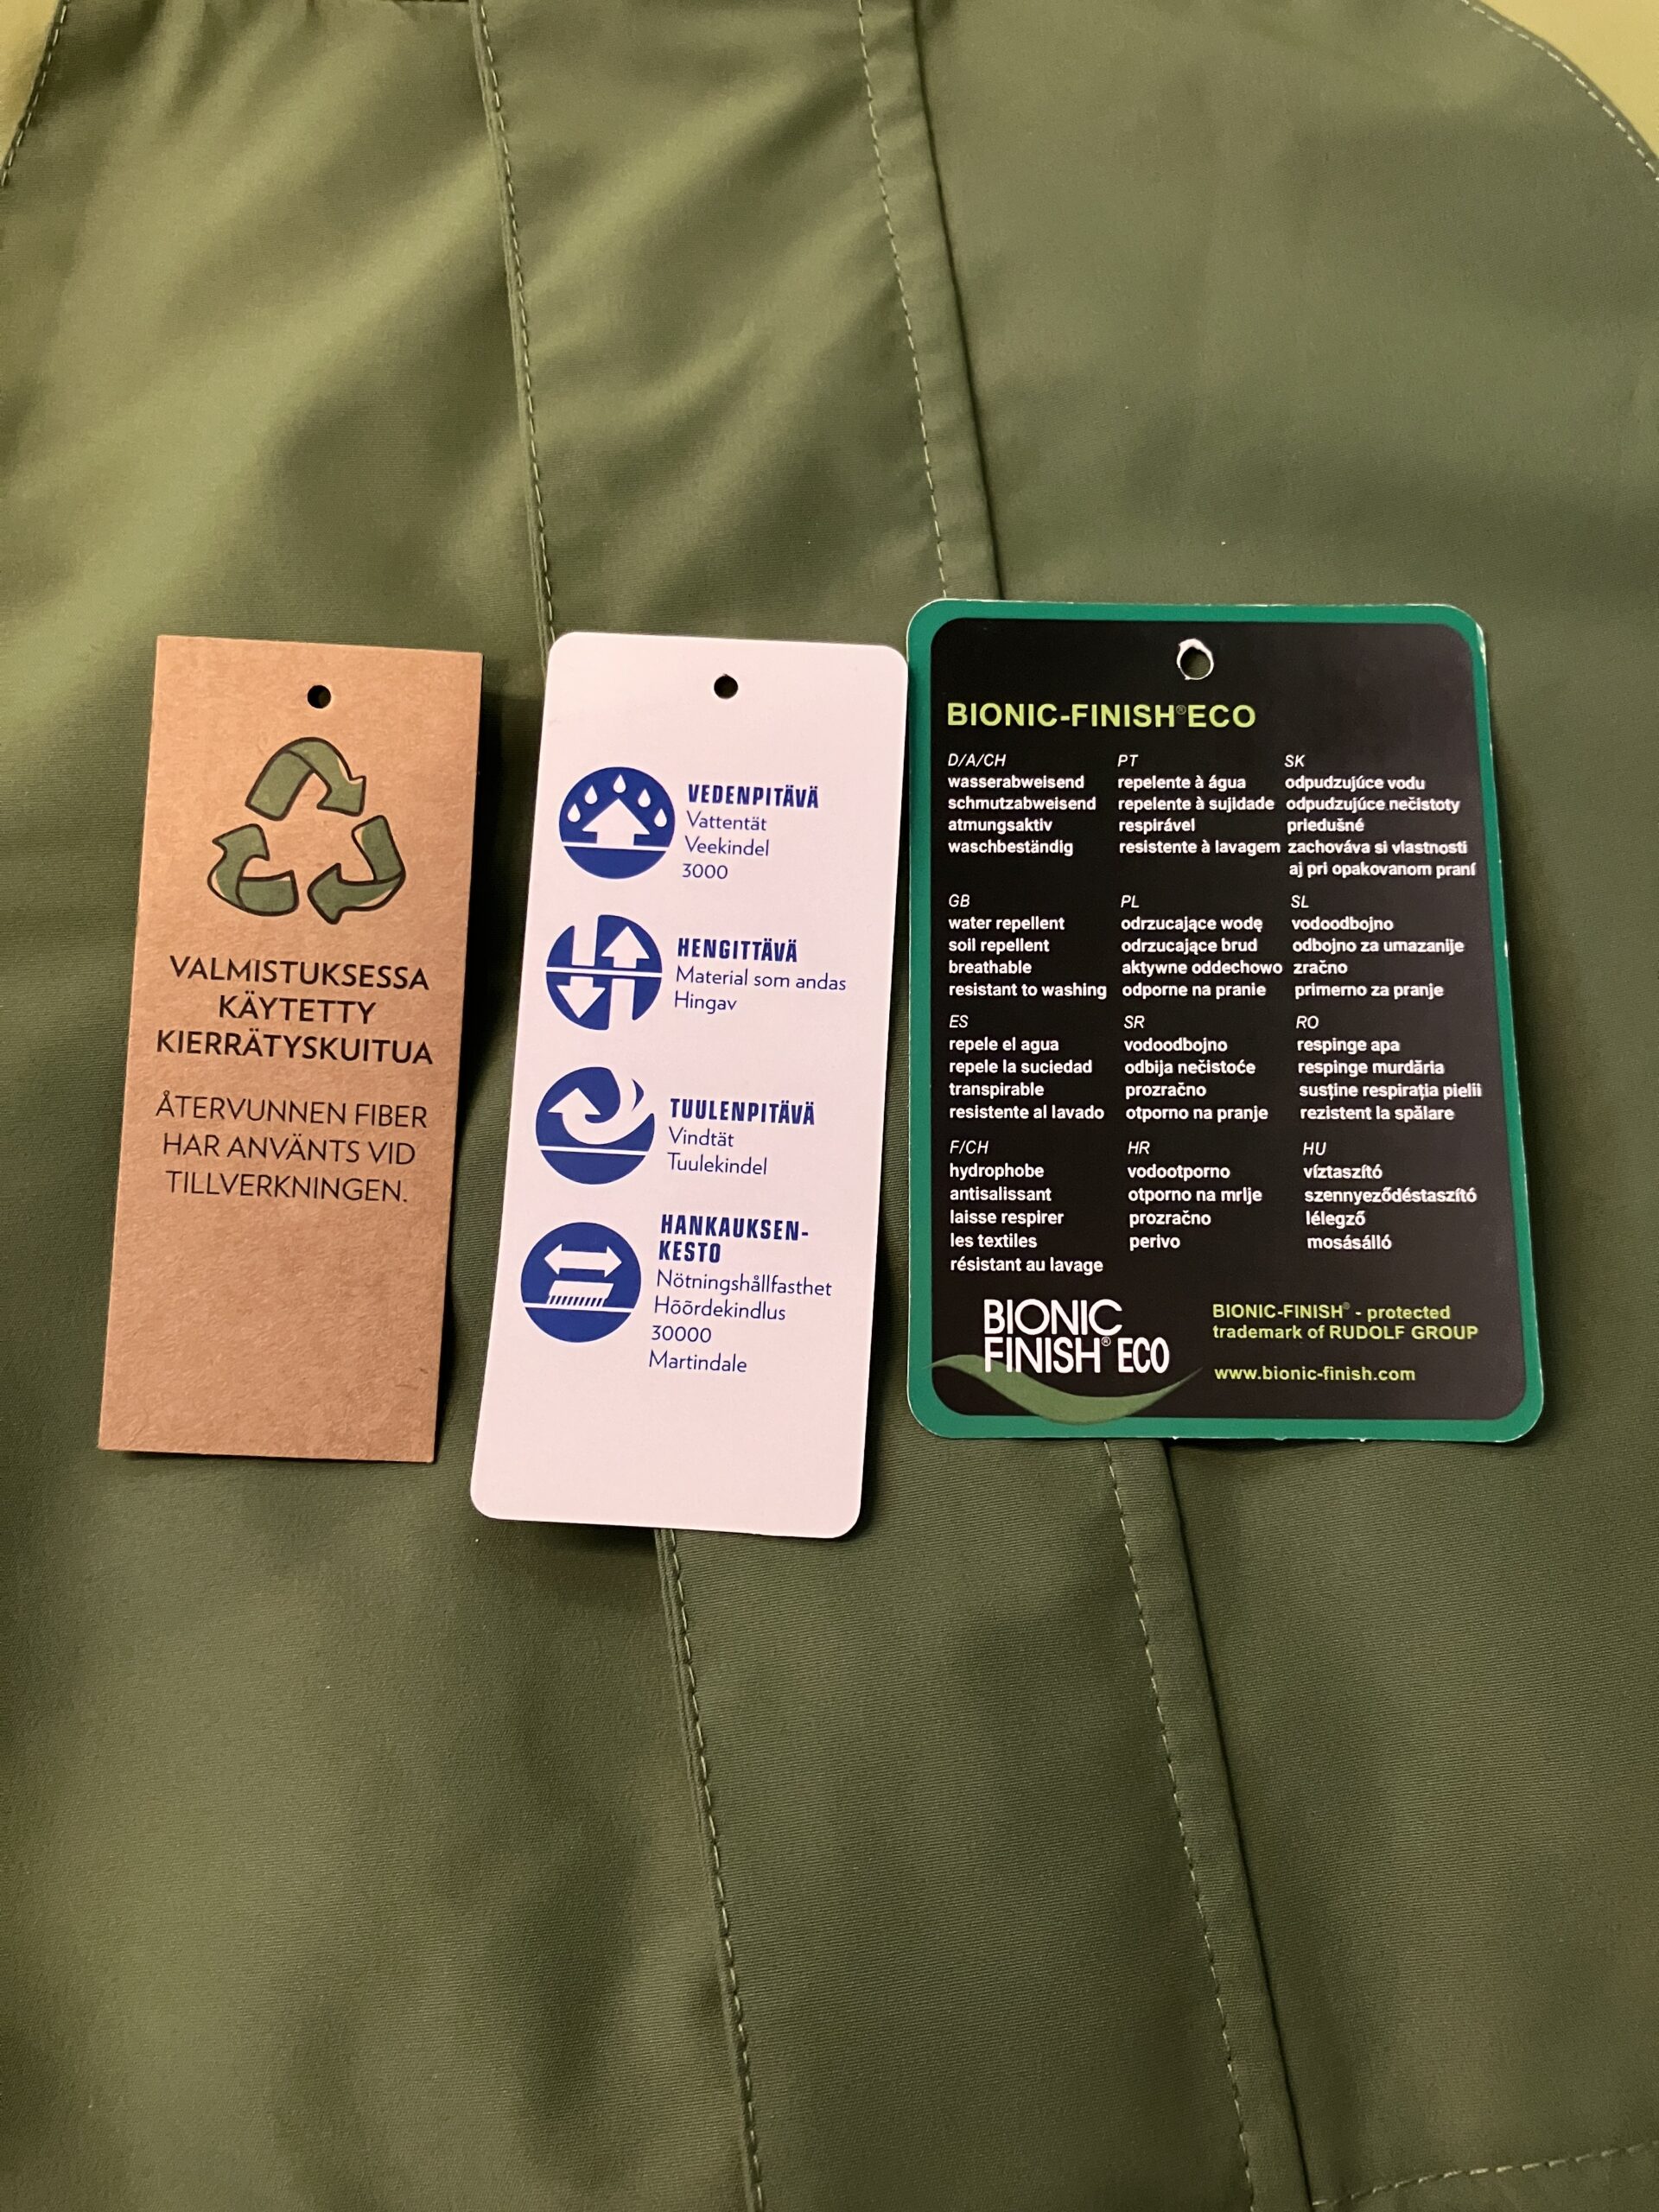 VALMISTUKSESSA
KÄYTETTY
KIERRÄTYSKUITUA
ÅTERVUNNEN FIBER
HAR ANVÄNTS VID
TILLVERKNINGEN.
VEDENPITÄVÄ
Vattentät
Veekindel
3000
HENGITTÄVÄ
Material som andas
Hingav
TUULENPITÄVÄ
Vindtät
Tuulekindel
HANKAUKSEN-
KESTO
Nötningshållfasthet
Hõõrdekindlus
30000
Martindale
BIONIC-FINISH®ECO
D/A/CH
wasserabweisend
schmutzabweisend
atmungsaktiv
waschbeständig
PT
repelente à água
repelente à sujidade
respirável
resistente à lavagem
SK
odpudzujúce vodu
odpudzujúce nečistoty
priedušné
zachováva si vlastnosti
aj pri opakovanom praní
GB
water repellent
soil repellent
breathable
resistant to washing
PL
odrzucające wodę
odrzucające brud
aktywne oddechowo
odporne na pranie
SL
vodoodbojno
odbojno za umazanije
zračno
primerno za pranje
ES
repele el agua
repele la suciedad
transpirable
resistente al lavado
SR
vodoodbojno
odbija nečistoće
prozračno
otporno na pranje
RO
respinge apa
respinge murdăria
susține respirația pielii
rezistent la spălare
F/CH
hydrophobe
antisalissant
laisse respirer
les textiles
résistant au lavage
HR
vodootporno
otporno na mrlje
prozračno
perivo
HU
víztaszító
szennyeződéstaszító
lélegző
mosásálló
BIONIC
FINISH® ECO
BIONIC-FINISH® - protected
trademark of RUDOLF GROUP
www.bionic-finish.com